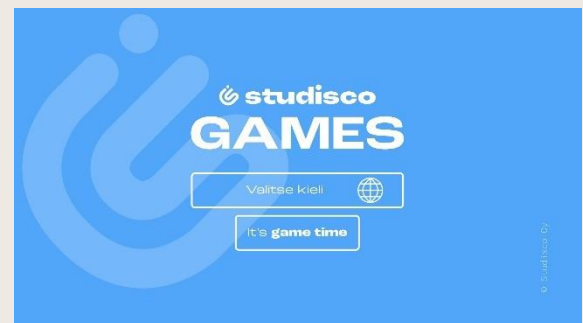 studisco
GAMES
Valitse kieli
It's game time
© Studisco Oy